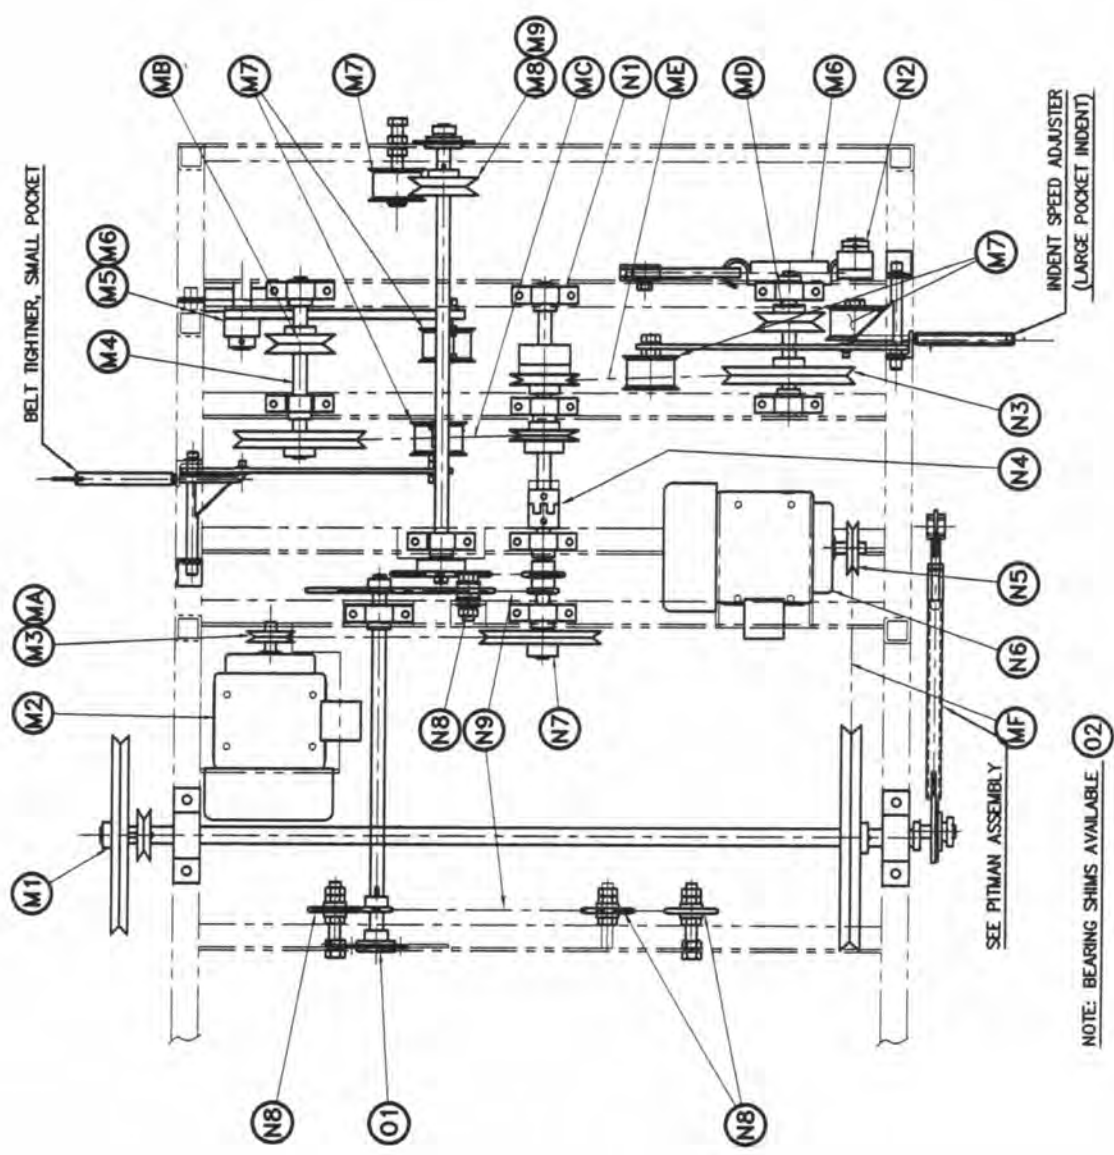 BELT TIGHTNER, SMALL POCKET
MB
M7
M7
M8
M9
MC
N1
ME
MD
M6
N2
M5
M6
M4
M7
INDENT SPEED ADJUSTER
(LARGE POCKET INDENT)
N3
N4
M3
MA
M2
N5
N6
N8
N9
N7
MF
M1
SEE PITMAN ASSEMBLY
NOTE: BEARING SHIMS AVAILABLE 02
N8
01
N8